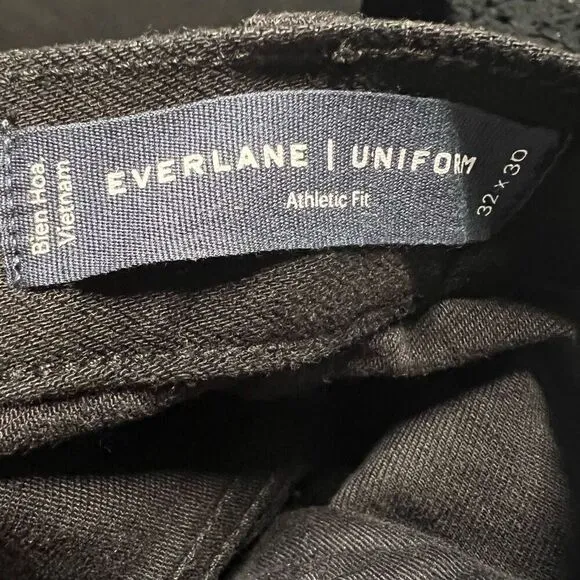 Bien Hoa,
Vietnam
EVERLANE | UNIFORM
Athletic Fit
32 x 30